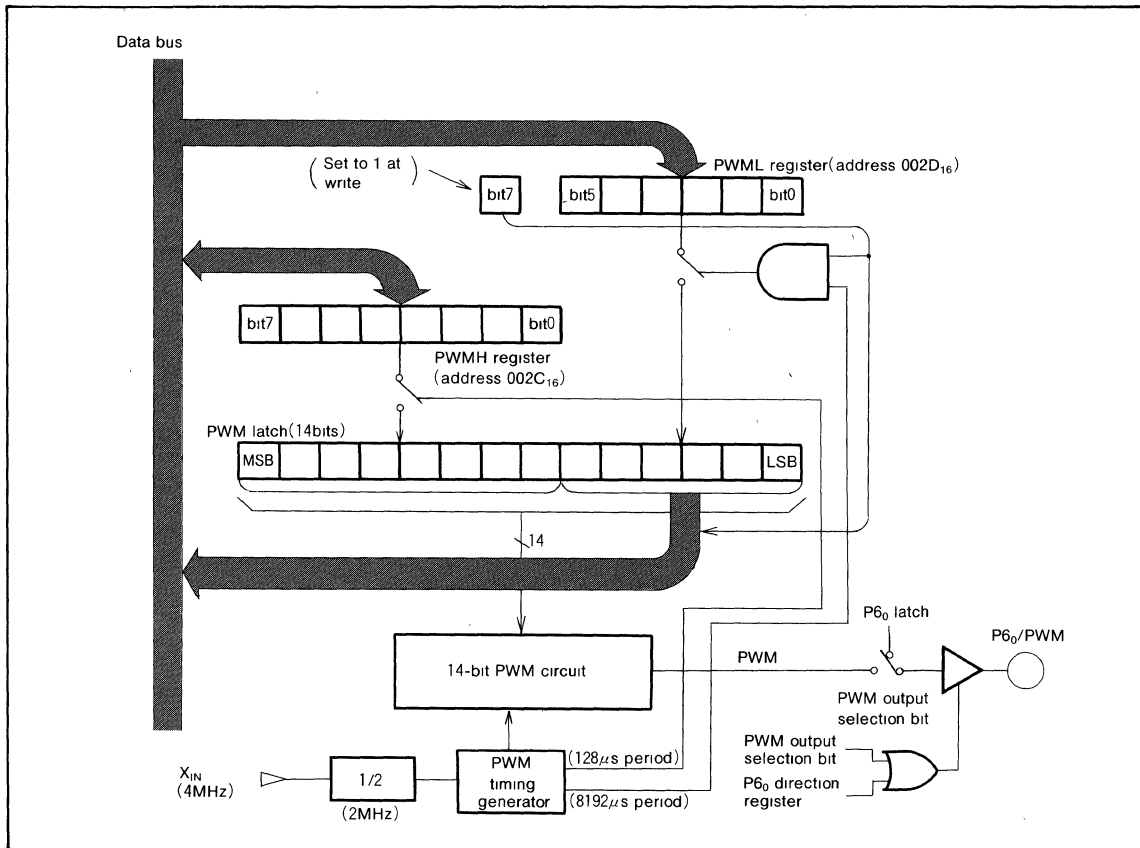 Data bus
(Set to 1 at
write)
PWML register(address 002D₁₆)
bit7
bit5
bit0
bit7
bit0
PWMH register
(address 002C₁₆)
PWM latch(14bits)
MSB
LSB
14
P6₀ latch
P6₀/PWM
14-bit PWM circuit
PWM
PWM output
selection bit
PWM output
selection bit
P6₀ direction
register
X_IN
(4MHz)
1/2
(2MHz)
PWM
timing
generator
(128μs period)
(8192μs period)